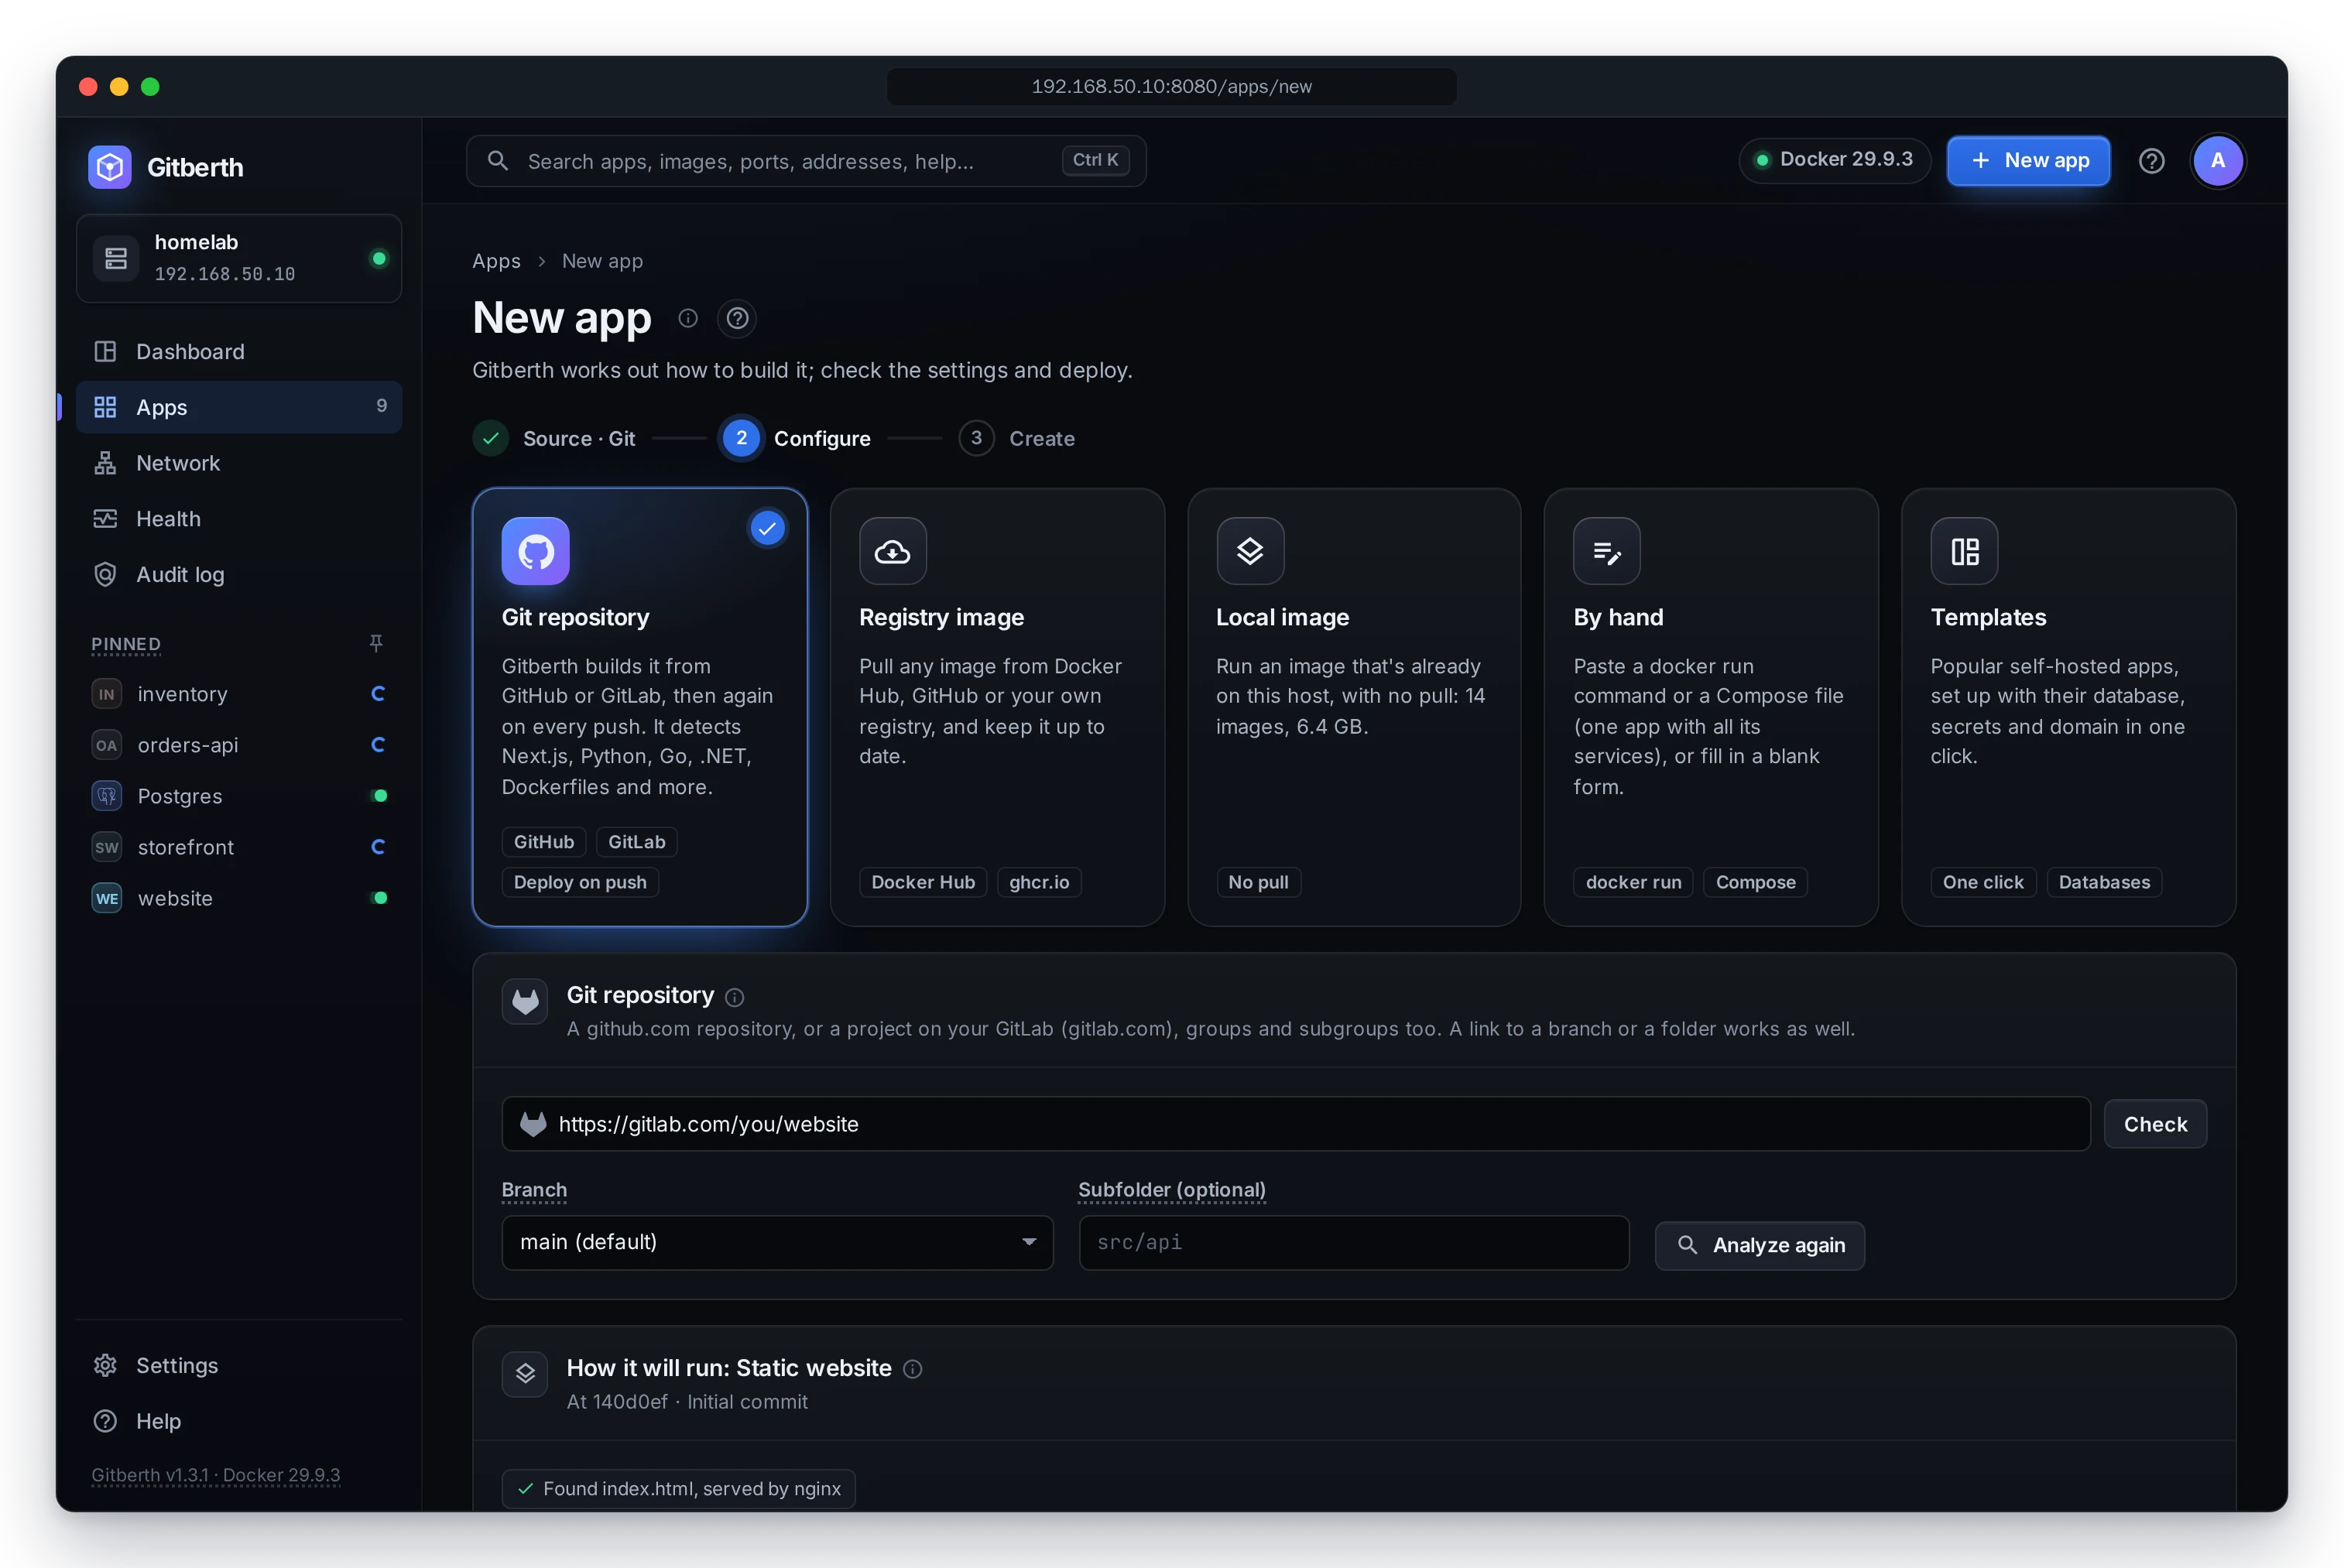 192.168.50.10:8080/apps/new
Gitberth
homelab
192.168.50.10
Dashboard
Apps 9
Network
Health
Audit log
PINNED
IN inventory
OA orders-api
Postgres
SW storefront
WE website
Settings
Help
Gitberth v1.3.1 · Docker 29.9.3
Search apps, images, ports, addresses, help... Ctrl K
Docker 29.9.3
+ New app
A
Apps > New app
New app
Gitberth works out how to build it; check the settings and deploy.
Source · Git 2 Configure 3 Create
Git repository
Gitberth builds it from
GitHub or GitLab, then again
on every push. It detects
Next.js, Python, Go, .NET,
Dockerfiles and more.
GitHub GitLab
Deploy on push
Registry image
Pull any image from Docker
Hub, GitHub or your own
registry, and keep it up to
date.
Docker Hub ghcr.io
Local image
Run an image that's already
on this host, with no pull: 14
images, 6.4 GB.
No pull
By hand
Paste a docker run
command or a Compose file
(one app with all its
services), or fill in a blank
form.
docker run Compose
Templates
Popular self-hosted apps,
set up with their database,
secrets and domain in one
click.
One click Databases
Git repository
A github.com repository, or a project on your GitLab (gitlab.com), groups and subgroups too. A link to a branch or a folder works as well.
https://gitlab.com/you/website
Check
Branch Subfolder (optional)
main (default) src/api Analyze again
How it will run: Static website
At 140d0ef · Initial commit
Found index.html, served by nginx